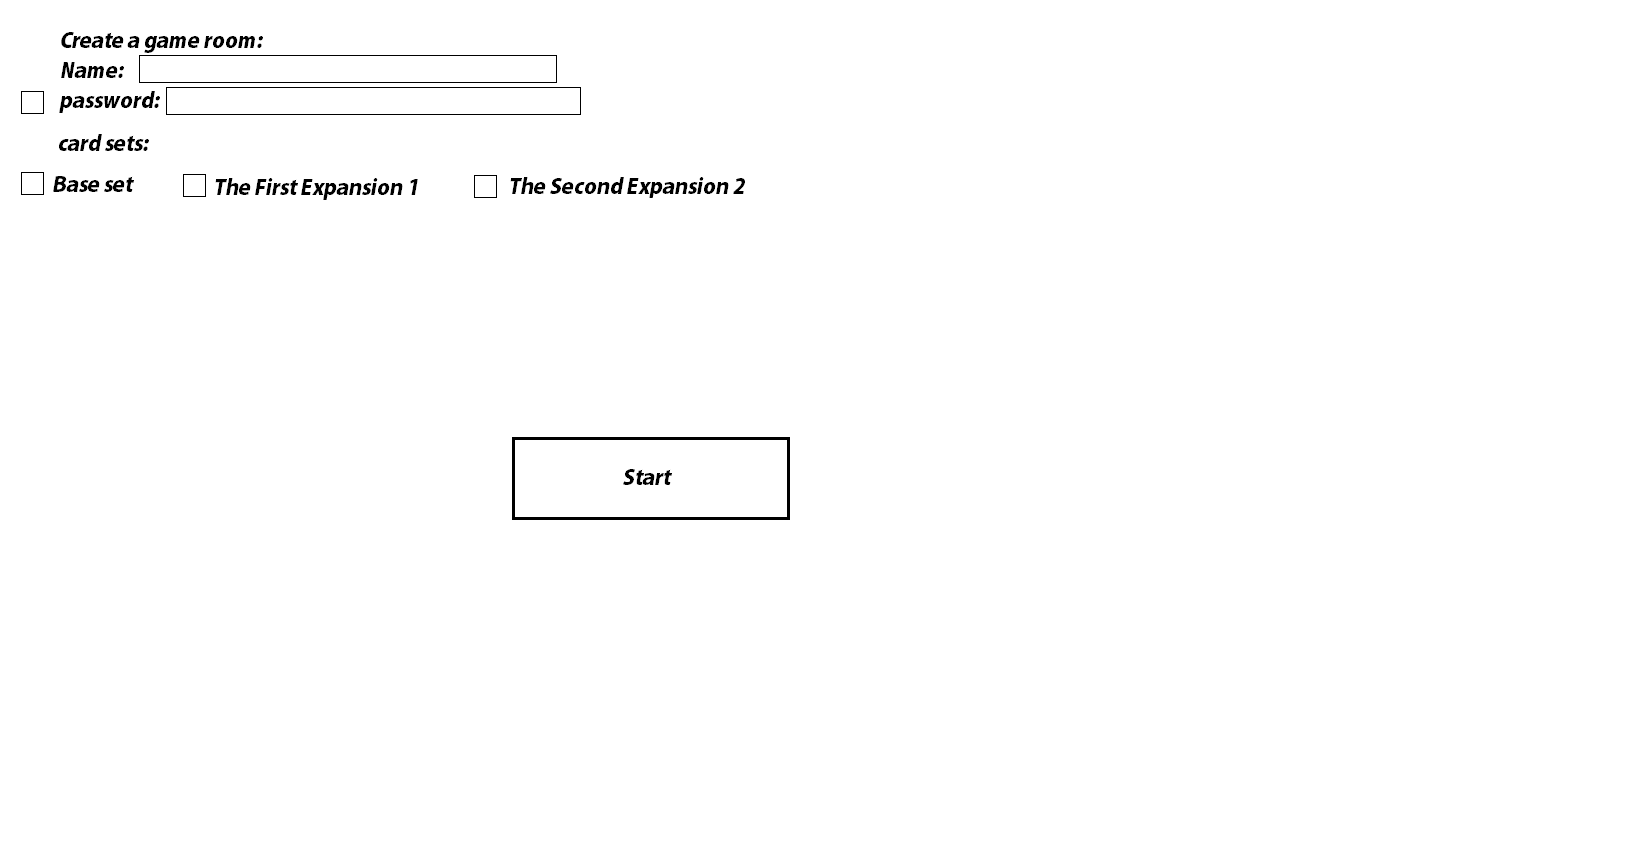 Create a game room:
Name:
password:
card sets:
Base set The First Expansion 1 The Second Expansion 2
Start